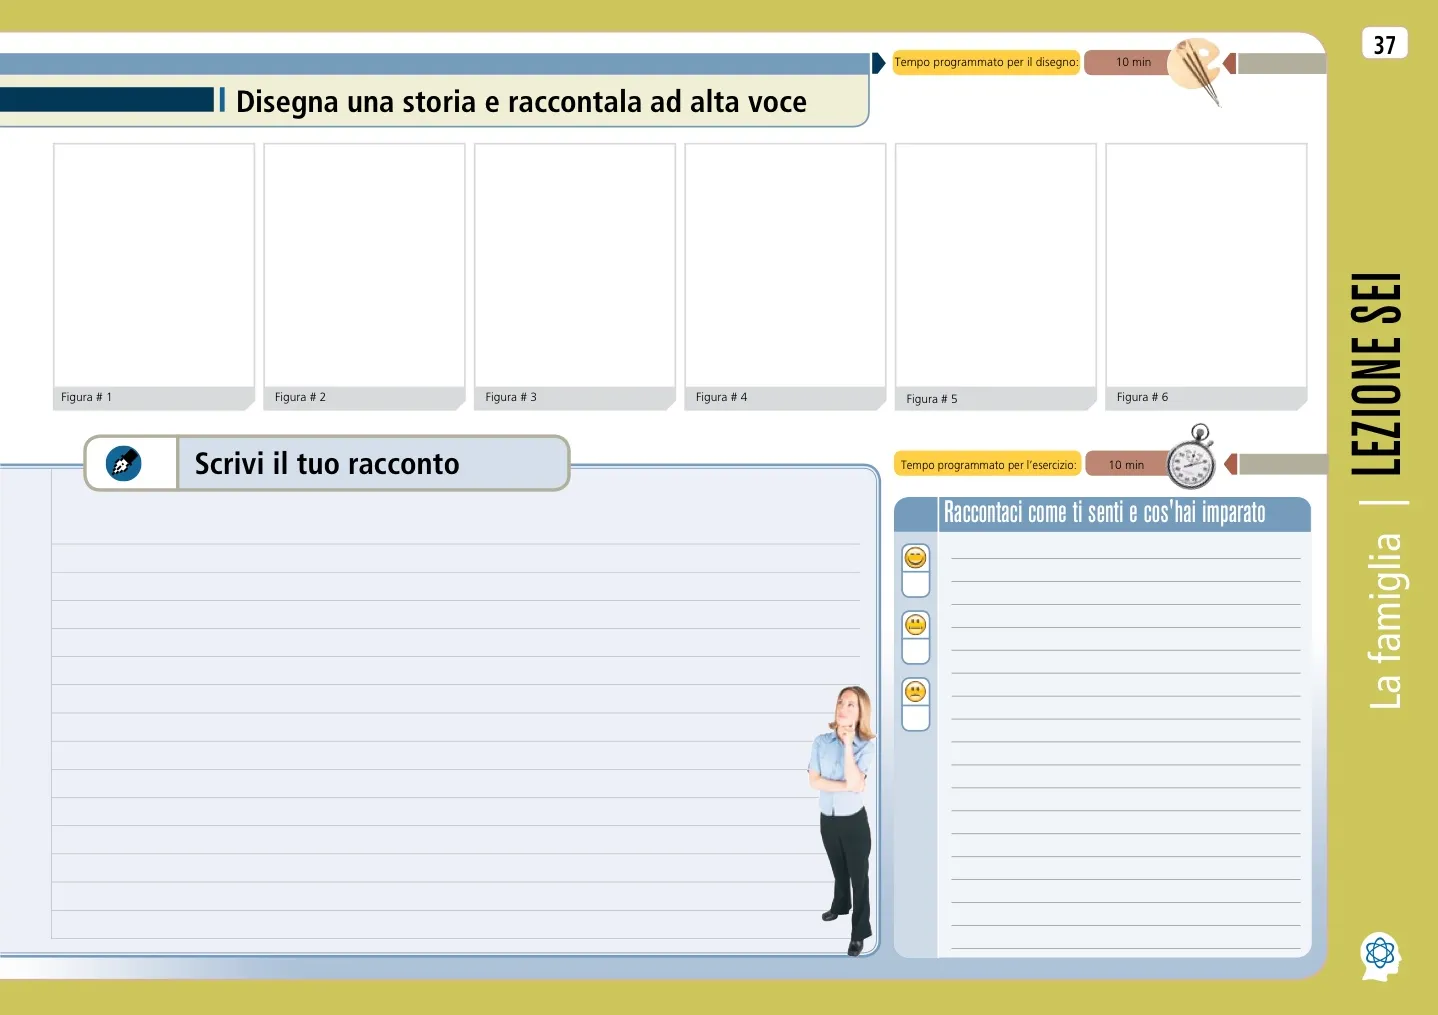 37
Tempo programmato per il disegno:
10 min
Disegna una storia e raccontala ad alta voce
Figura # 1
Figura # 2
Figura # 3
Figura # 4
Figura # 5
Figura # 6
Scrivi il tuo racconto
Tempo programmato per l'esercizio:
10 min
Raccontaci come ti senti e cos'hai imparato
La famiglia | LEZIONE SEI